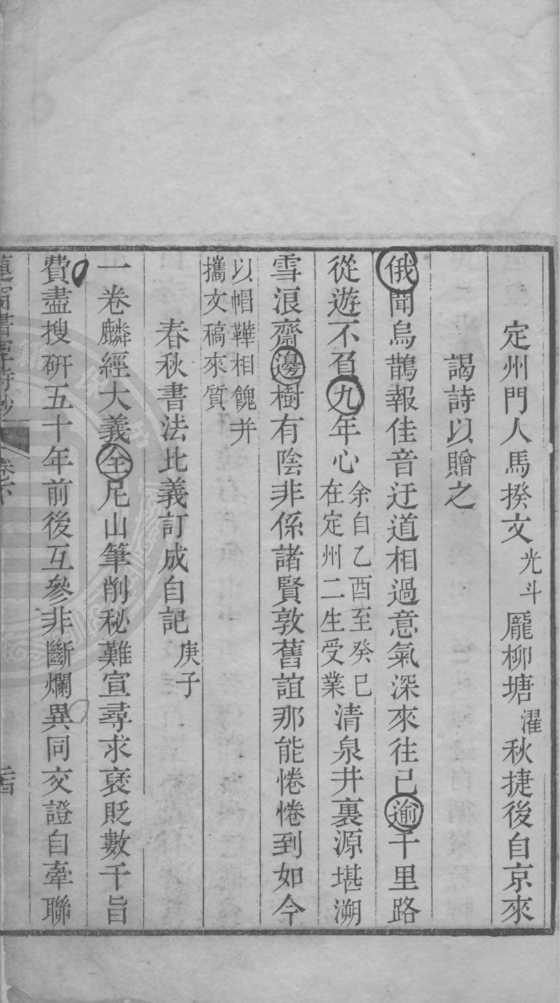 定州門人馬揆文光斗龎柳塘濯秋捷後自京來
謁詩以贈之
俄聞烏鵲報佳音迂道相過意氣深來往已逾千里路
從遊不負九年心余自乙酉至癸巳在定州二生受業清泉井裏源堪溯
雪浪齋邊樹有陰非係諸賢敦舊誼那能惓惓到如今
以帽鞾相餽并攜文稿來質
春秋書法比義訂成自記庚子
一卷麟經大義全尼山筆削秘難宣尋求褒貶數千旨
費盡搜硏五十年前後互參非斷爛異同交證自牽聯